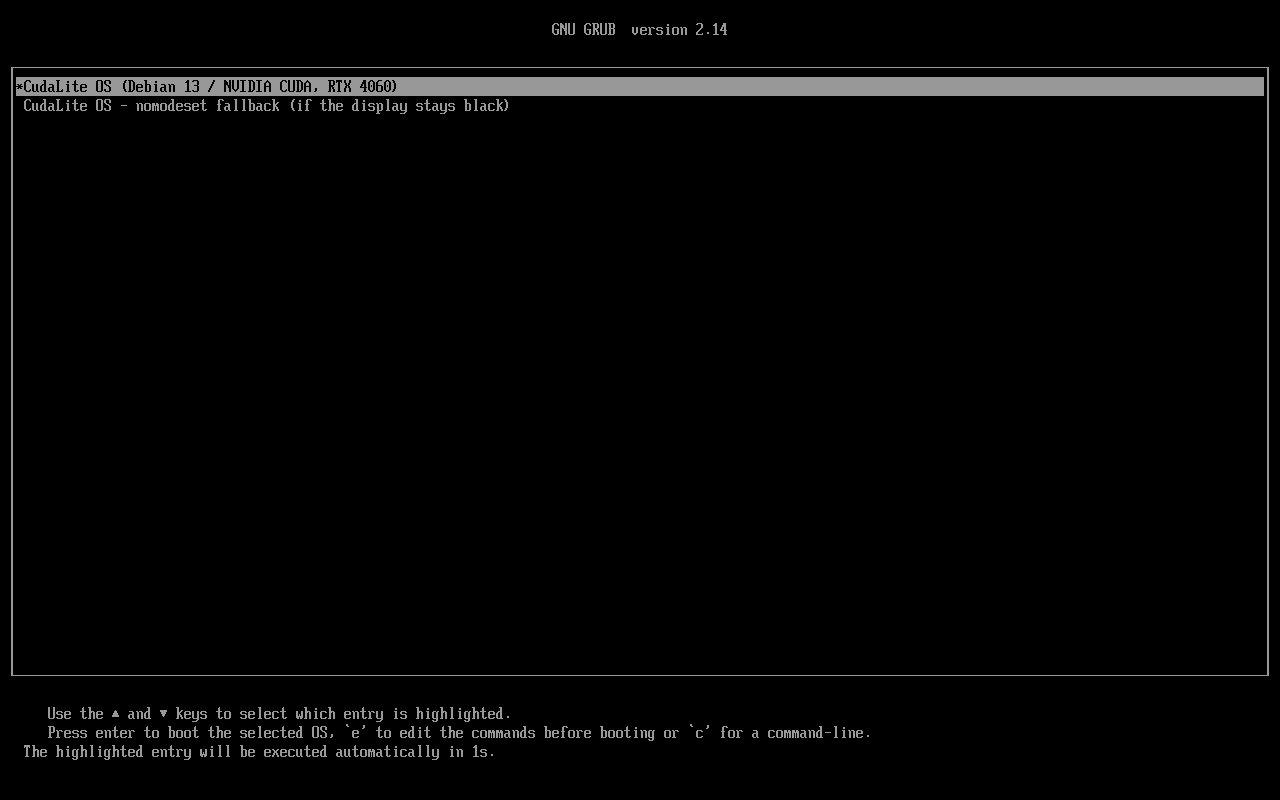 GNU GRUB  version 2.14
*CudaLite OS (Debian 13 / NVIDIA CUDA, RTX 4060)
CudaLite OS - nomodeset fallback (if the display stays black)
Use the ▲ and ▼ keys to select which entry is highlighted.
Press enter to boot the selected OS, `e' to edit the commands before booting or `c' for a command-line.
The highlighted entry will be executed automatically in 1s.